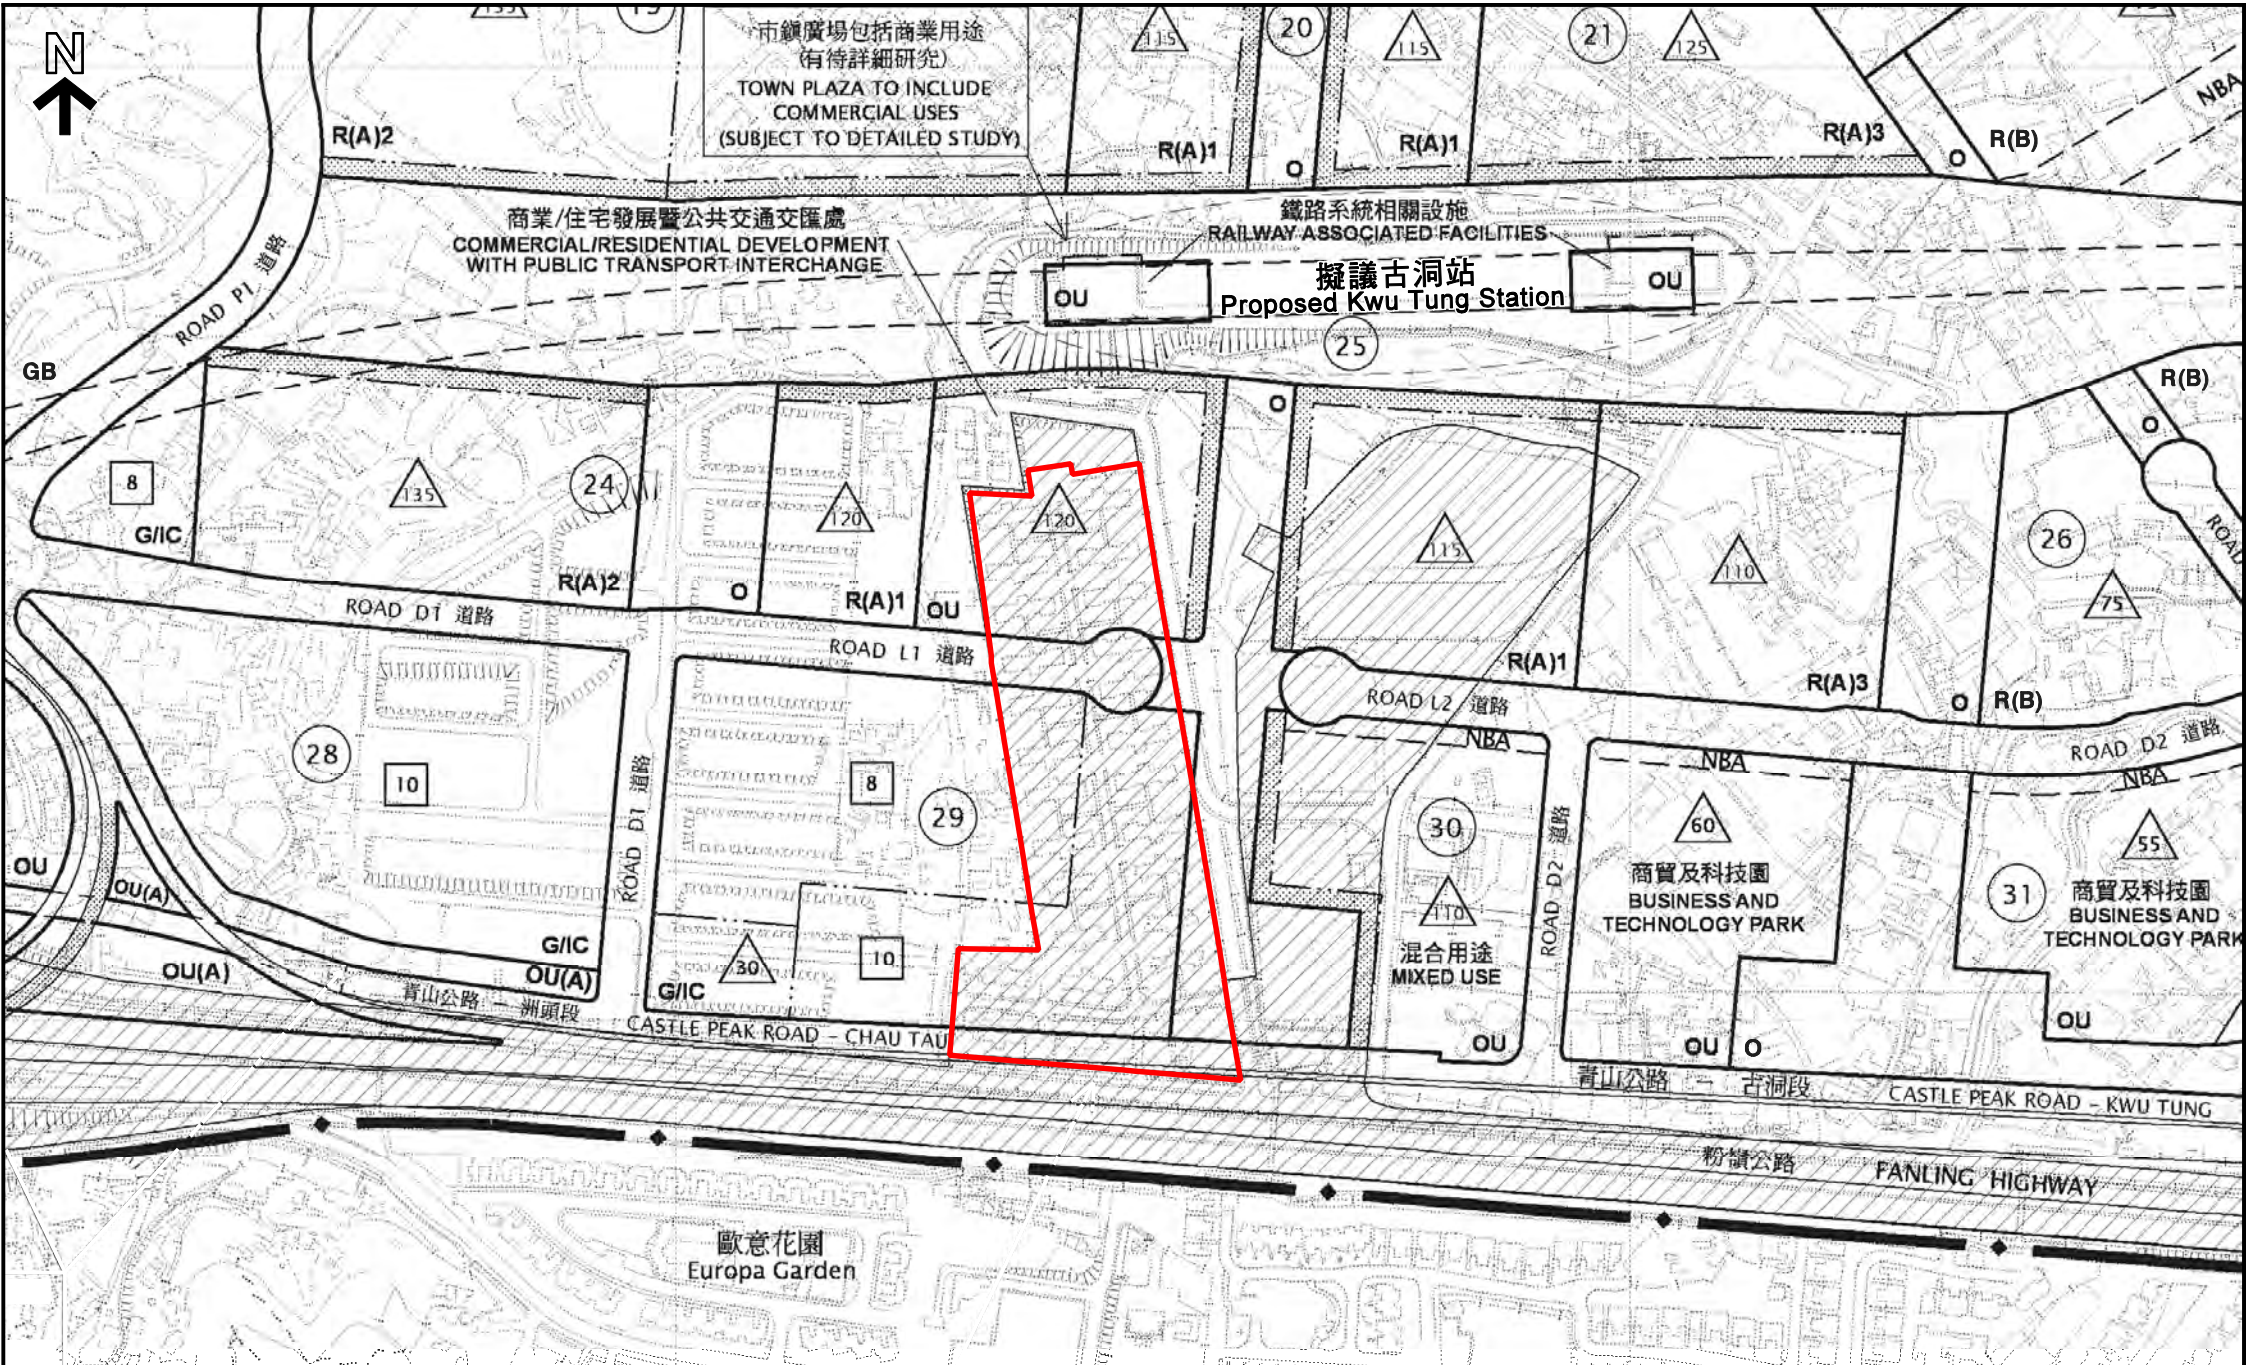 N
135
19
市鎮廣場包括商業用途
(有待詳細研究)
TOWN PLAZA TO INCLUDE
COMMERCIAL USES
(SUBJECT TO DETAILED STUDY)
115
20
115
21
125
NBA
R(A)2
R(A)1
O
R(A)1
R(A)3
O
R(B)
商業/住宅發展暨公共交通交匯處
COMMERCIAL/RESIDENTIAL DEVELOPMENT
WITH PUBLIC TRANSPORT INTERCHANGE
鐵路系統相關設施
RAILWAY ASSOCIATED FACILITIES
ROAD P1 道路
OU
擬議古洞站
Proposed Kwu Tung Station
OU
25
GB
R(B)
O
O
8
G/IC
135
24
R(A)2
O
120
R(A)1
OU
120
115
R(A)1
110
R(A)3
O
R(B)
26
75
ROAD
ROAD D1 道路
ROAD L1 道路
ROAD L2 道路
ROAD D2 道路
NBA
NBA
NBA
28
10
ROAD D1 道路
8
29
30
110
混合用途
MIXED USE
ROAD D2 道路
60
商貿及科技園
BUSINESS AND
TECHNOLOGY PARK
31
55
商貿及科技園
BUSINESS AND
TECHNOLOGY PARK
OU
OU(A)
OU(A)
G/IC
OU(A)
G/IC
30
10
OU
OU
O
OU
青山公路 - 洲頭段
CASTLE PEAK ROAD - CHAU TAU
青山公路 - 古洞段
CASTLE PEAK ROAD - KWU TUNG
粉嶺公路
FANLING HIGHWAY
歐意花園
Europa Garden